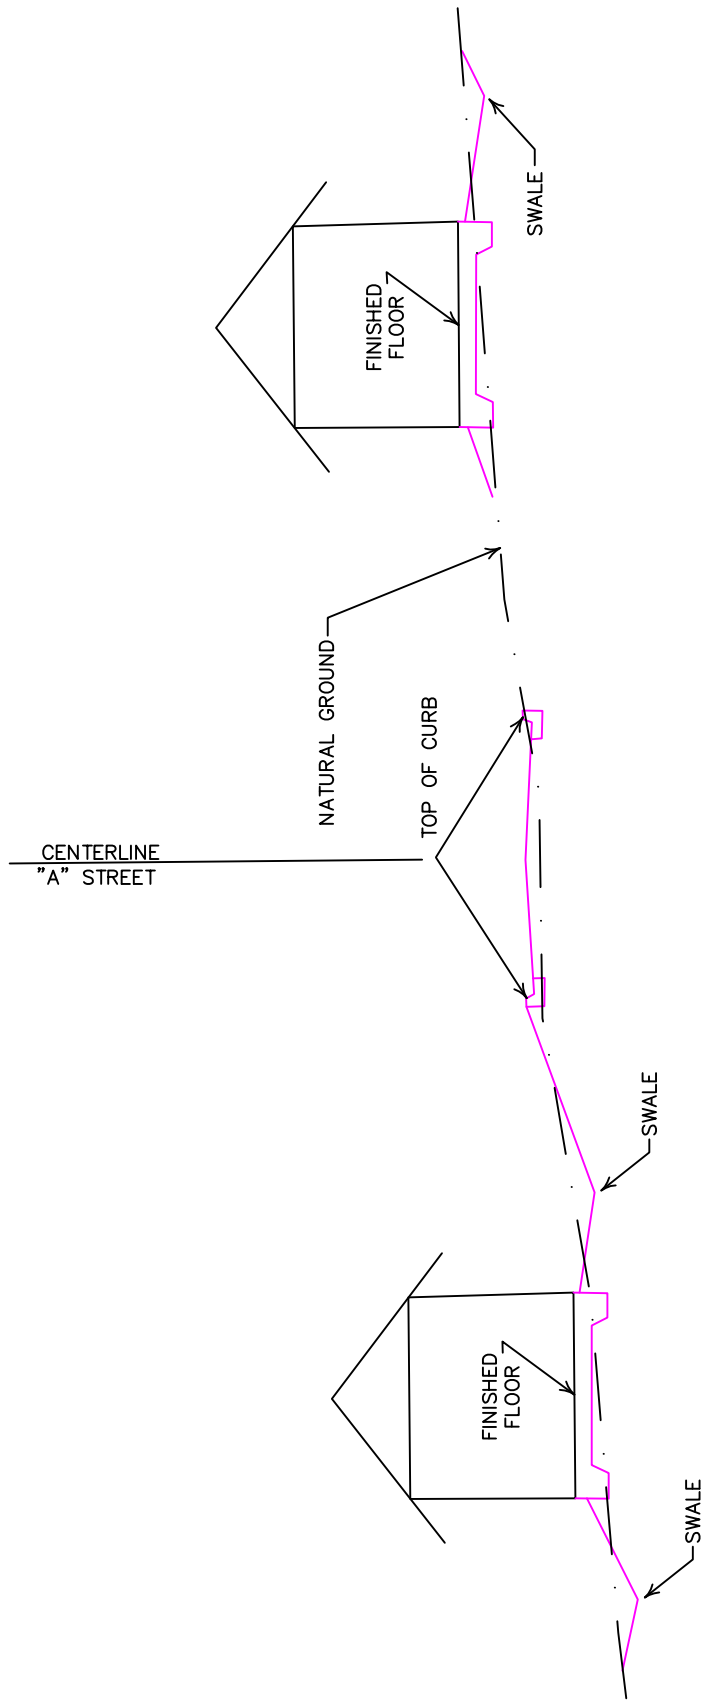 SWALE
FINISHED
FLOOR
SWALE
TOP OF CURB
CENTERLINE
"A" STREET
NATURAL GROUND
FINISHED
FLOOR
SWALE